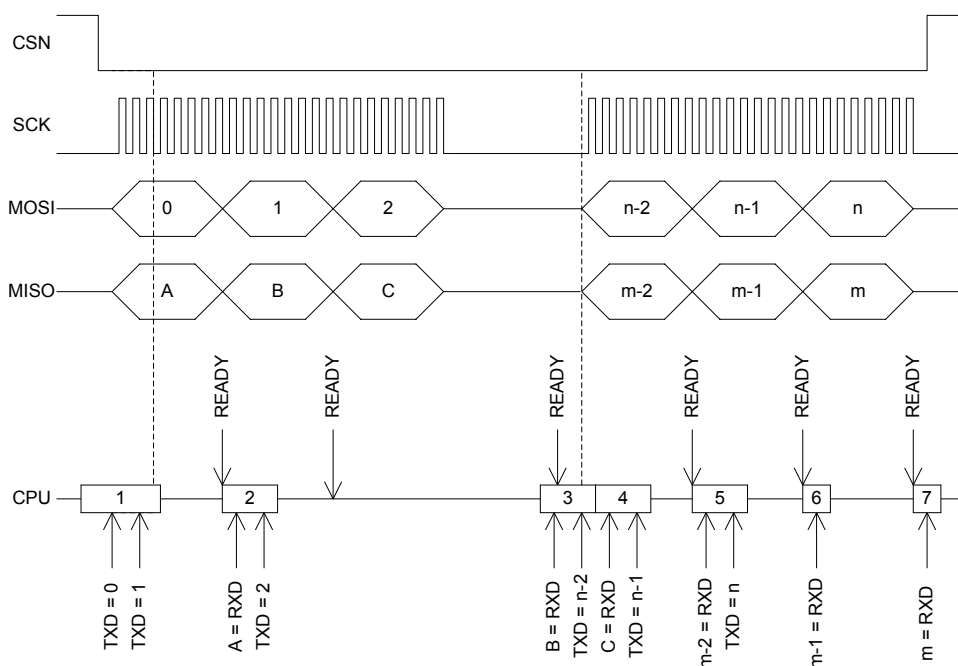 CSN
SCK
MOSI
0
1
2
n-2
n-1
n
MISO
A
B
C
m-2
m-1
m
READY
READY
READY
READY
READY
READY
CPU
1
2
3
4
5
6
7
TXD = 0
TXD = 1
A = RXD
TXD = 2
B = RXD
TXD = n-2
C = RXD
TXD = n-1
m-2 = RXD
TXD = n
m-1 = RXD
m = RXD